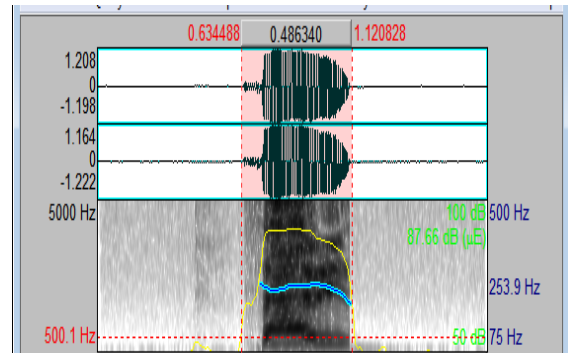 0.634488 0.486340 1.120828
1.208
0
-1.198
1.164
0
-1.222
5000 Hz 100 dB 500 Hz
87.66 dB (µE)
253.9 Hz
500.1 Hz 50 dB 75 Hz